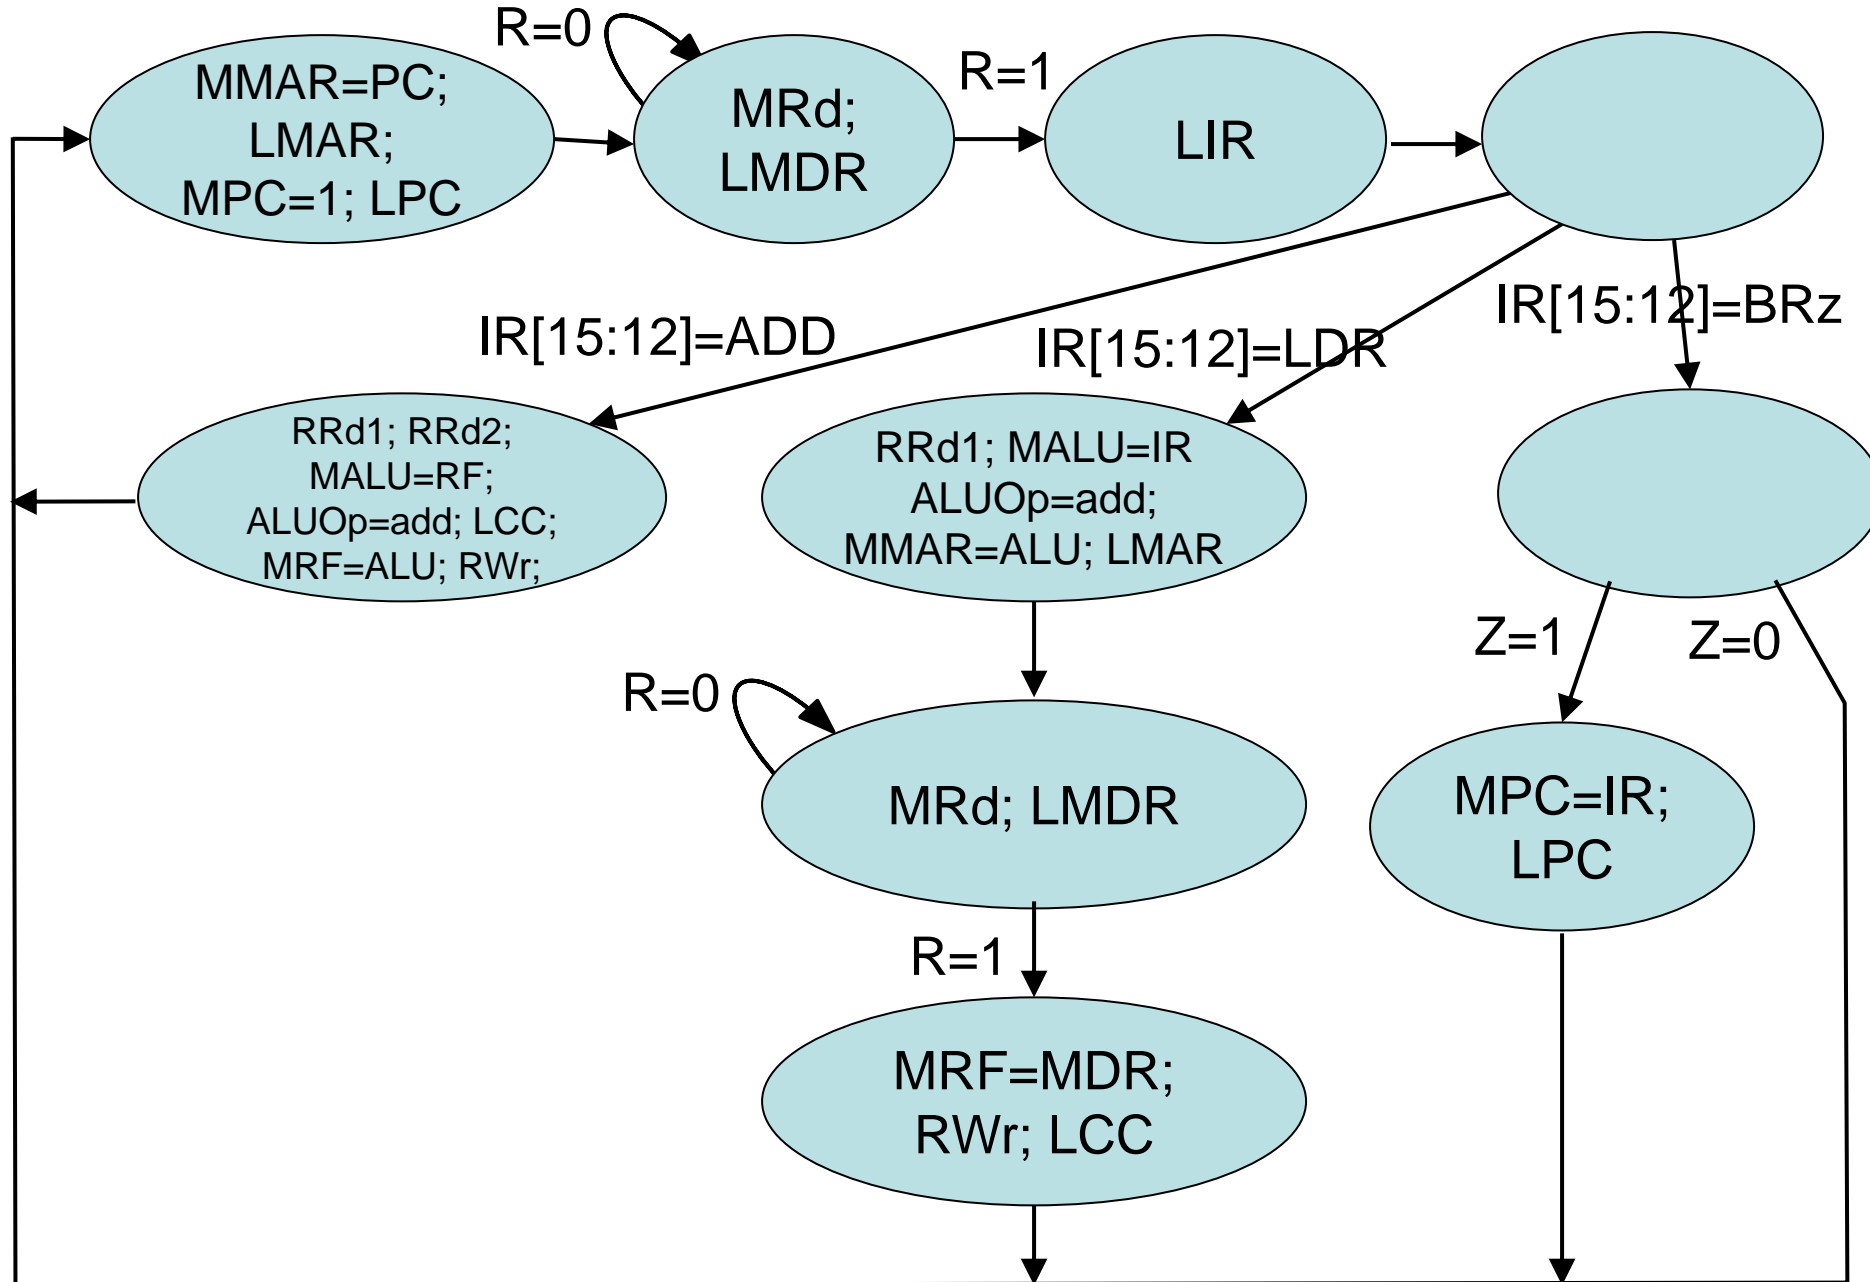 R=0
MMAR=PC;
LMAR;
MPC=1; LPC
MRd;
LMDR
R=1
LIR
IR[15:12]=ADD
IR[15:12]=LDR
IR[15:12]=BRz
RRd1; RRd2;
MALU=RF;
ALUOp=add; LCC;
MRF=ALU; RWr;
RRd1; MALU=IR
ALUOp=add;
MMAR=ALU; LMAR
Z=1
Z=0
R=0
MRd; LMDR
MPC=IR;
LPC
R=1
MRF=MDR;
RWr; LCC